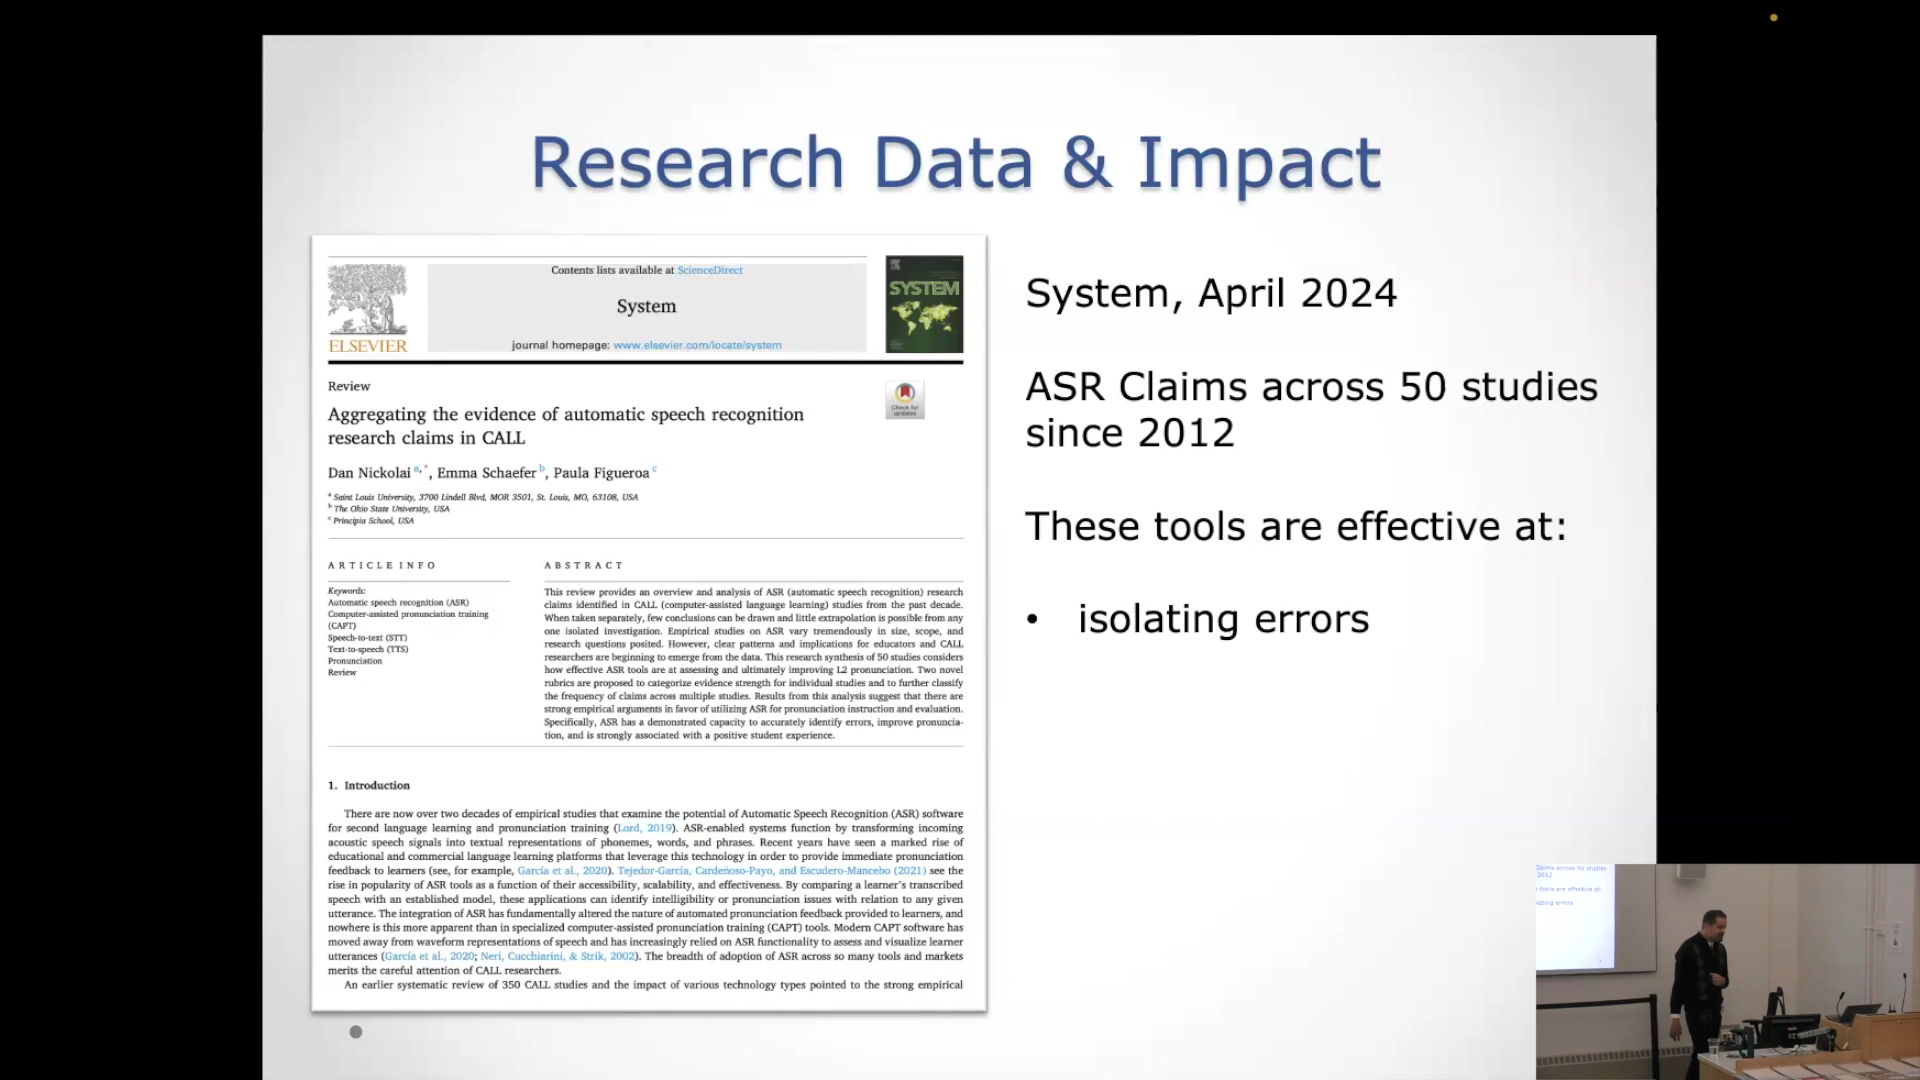 Research Data & Impact
Contents lists available at ScienceDirect
System
journal homepage: www.elsevier.com/locate/system
ELSEVIER
SYSTEM
Review
Check for
updates
Aggregating the evidence of automatic speech recognition
research claims in CALL
Dan Nickolai a,*, Emma Schaefer b, Paula Figueroa c
a Saint Louis University, 3700 Lindell Blvd, MOR 3501, St. Louis, MO, 63108, USA
b The Ohio State University, USA
c Principia School, USA
ARTICLE INFO
Keywords:
Automatic speech recognition (ASR)
Computer-assisted pronunciation training
(CAPT)
Speech-to-text (STT)
Text-to-speech (TTS)
Pronunciation
Review
ABSTRACT
This review provides an overview and analysis of ASR (automatic speech recognition) research
claims identified in CALL (computer-assisted language learning) studies from the past decade.
When taken separately, few conclusions can be drawn and little extrapolation is possible from any
one isolated investigation. Empirical studies on ASR vary tremendously in size, scope, and
research questions posited. However, clear patterns and implications for educators and CALL
researchers are beginning to emerge from the data. This research synthesis of 50 studies considers
how effective ASR tools are at assessing and ultimately improving L2 pronunciation. Two novel
rubrics are proposed to categorize evidence strength for individual studies and to further classify
the frequency of claims across multiple studies. Results from this analysis suggest that there are
strong empirical arguments in favor of utilizing ASR for pronunciation instruction and evaluation.
Specifically, ASR has a demonstrated capacity to accurately identify errors, improve pronuncia-
tion, and is strongly associated with a positive student experience.
1. Introduction
There are now over two decades of empirical studies that examine the potential of Automatic Speech Recognition (ASR) software
for second language learning and pronunciation training (Lord, 2019). ASR-enabled systems function by transforming incoming
acoustic speech signals into textual representations of phonemes, words, and phrases. Recent years have seen a marked rise of
educational and commercial language learning platforms that leverage this technology in order to provide immediate pronunciation
feedback to learners (see, for example, García et al., 2020). Tejedor-García, Cardeñoso-Payo, and Escudero-Mancebo (2021) see the
rise in popularity of ASR tools as a function of their accessibility, scalability, and effectiveness. By comparing a learner's transcribed
speech with an established model, these applications can identify intelligibility or pronunciation issues with relation to any given
utterance. The integration of ASR has fundamentally altered the nature of automated pronunciation feedback provided to learners, and
nowhere is this more apparent than in specialized computer-assisted pronunciation training (CAPT) tools. Modern CAPT software has
moved away from waveform representations of speech and has increasingly relied on ASR functionality to assess and visualize learner
utterances (García et al., 2020; Neri, Cucchiarini, & Strik, 2002). The breadth of adoption of ASR across so many tools and markets
merits the careful attention of CALL researchers.
An earlier systematic review of 350 CALL studies and the impact of various technology types pointed to the strong empirical
System, April 2024
ASR Claims across 50 studies
since 2012
These tools are effective at:
• isolating errors
Claims across 50 studies
2012
tools are effective at:
lating errors